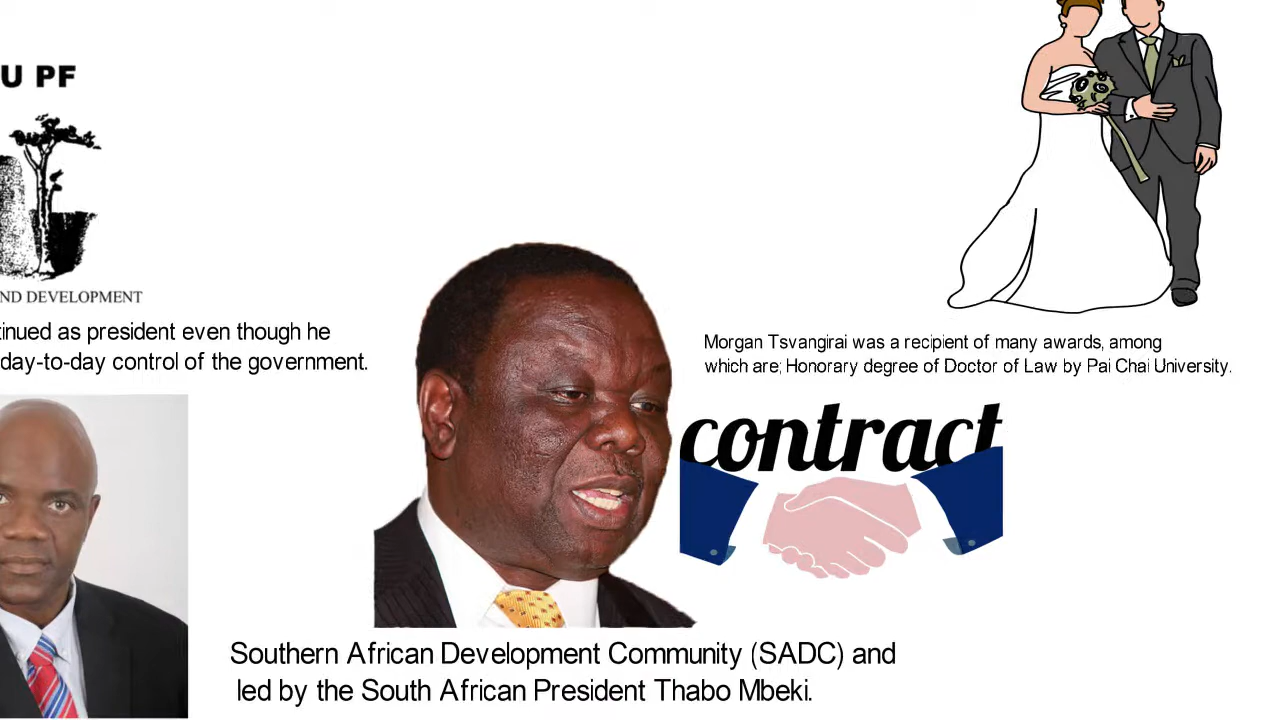 U PF
ND DEVELOPMENT
tinued as president even though he
day-to-day control of the government.
Morgan Tsvangirai was a recipient of many awards, among
which are; Honorary degree of Doctor of Law by Pai Chai University.
contract
Southern African Development Community (SADC) and
led by the South African President Thabo Mbeki.